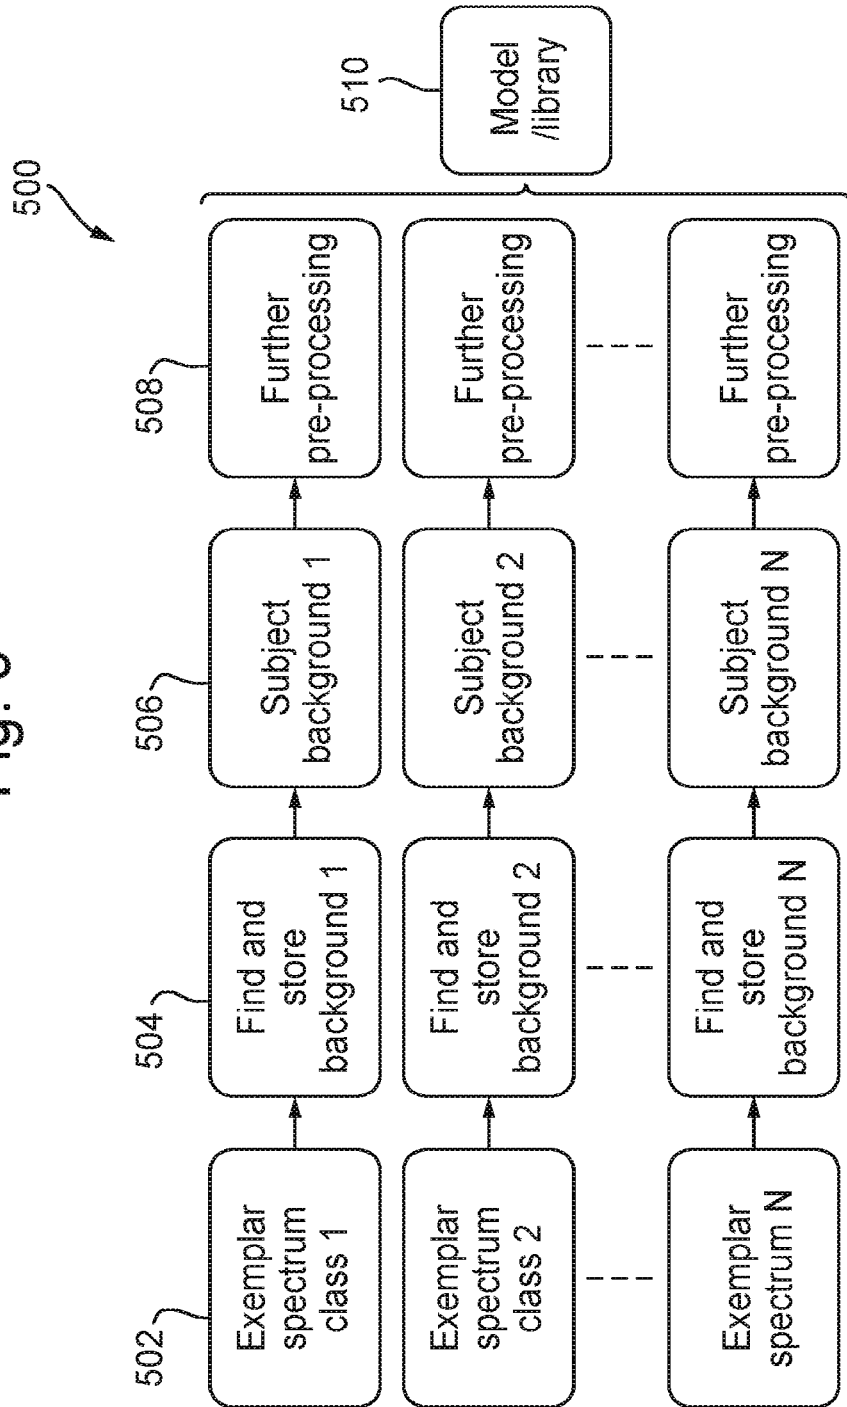 Fig.
500
502
504
506
508
Exemplar
spectrum
class 1
Find and
store
background 1
Subject
background 1
Further
pre-processing
510
Exemplar
spectrum
class 2
Find and
store
background 2
Subject
background 2
Further
pre-processing
Model
/library
Exemplar
spectrum N
Find and
store
background N
Subject
background N
Further
pre-processing